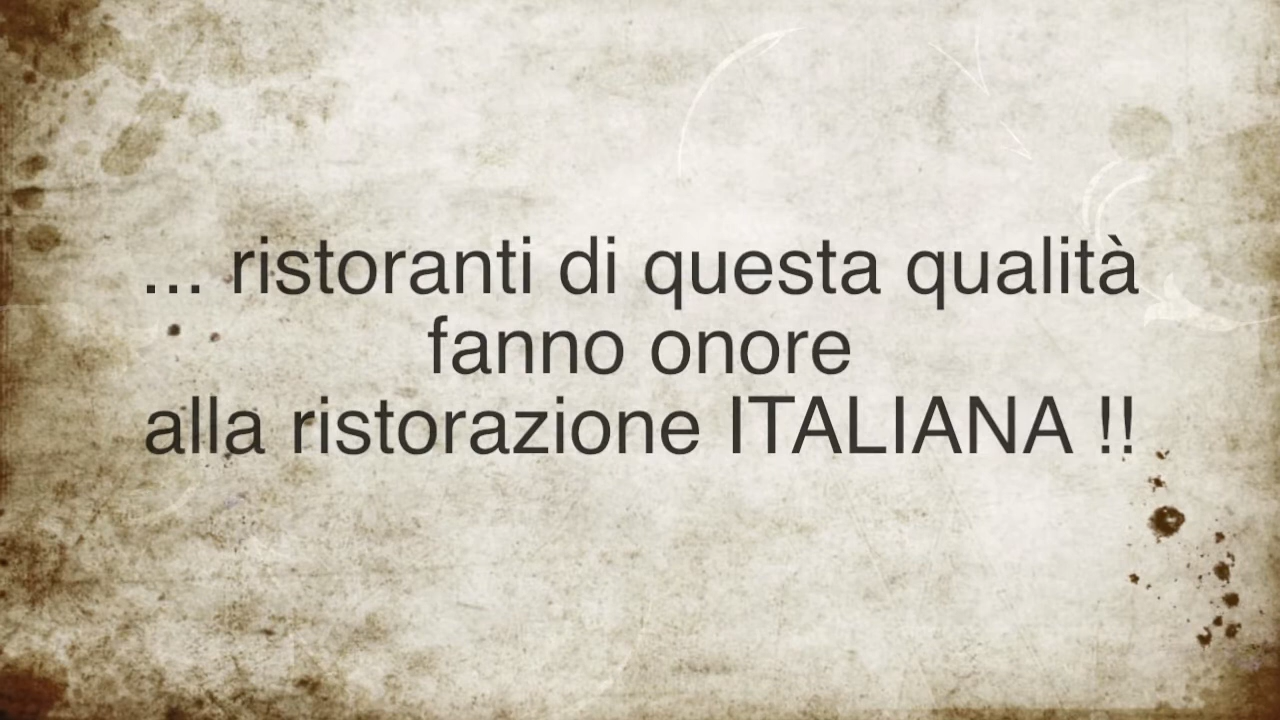 ... ristoranti di questa qualità
fanno onore
alla ristorazione ITALIANA !!